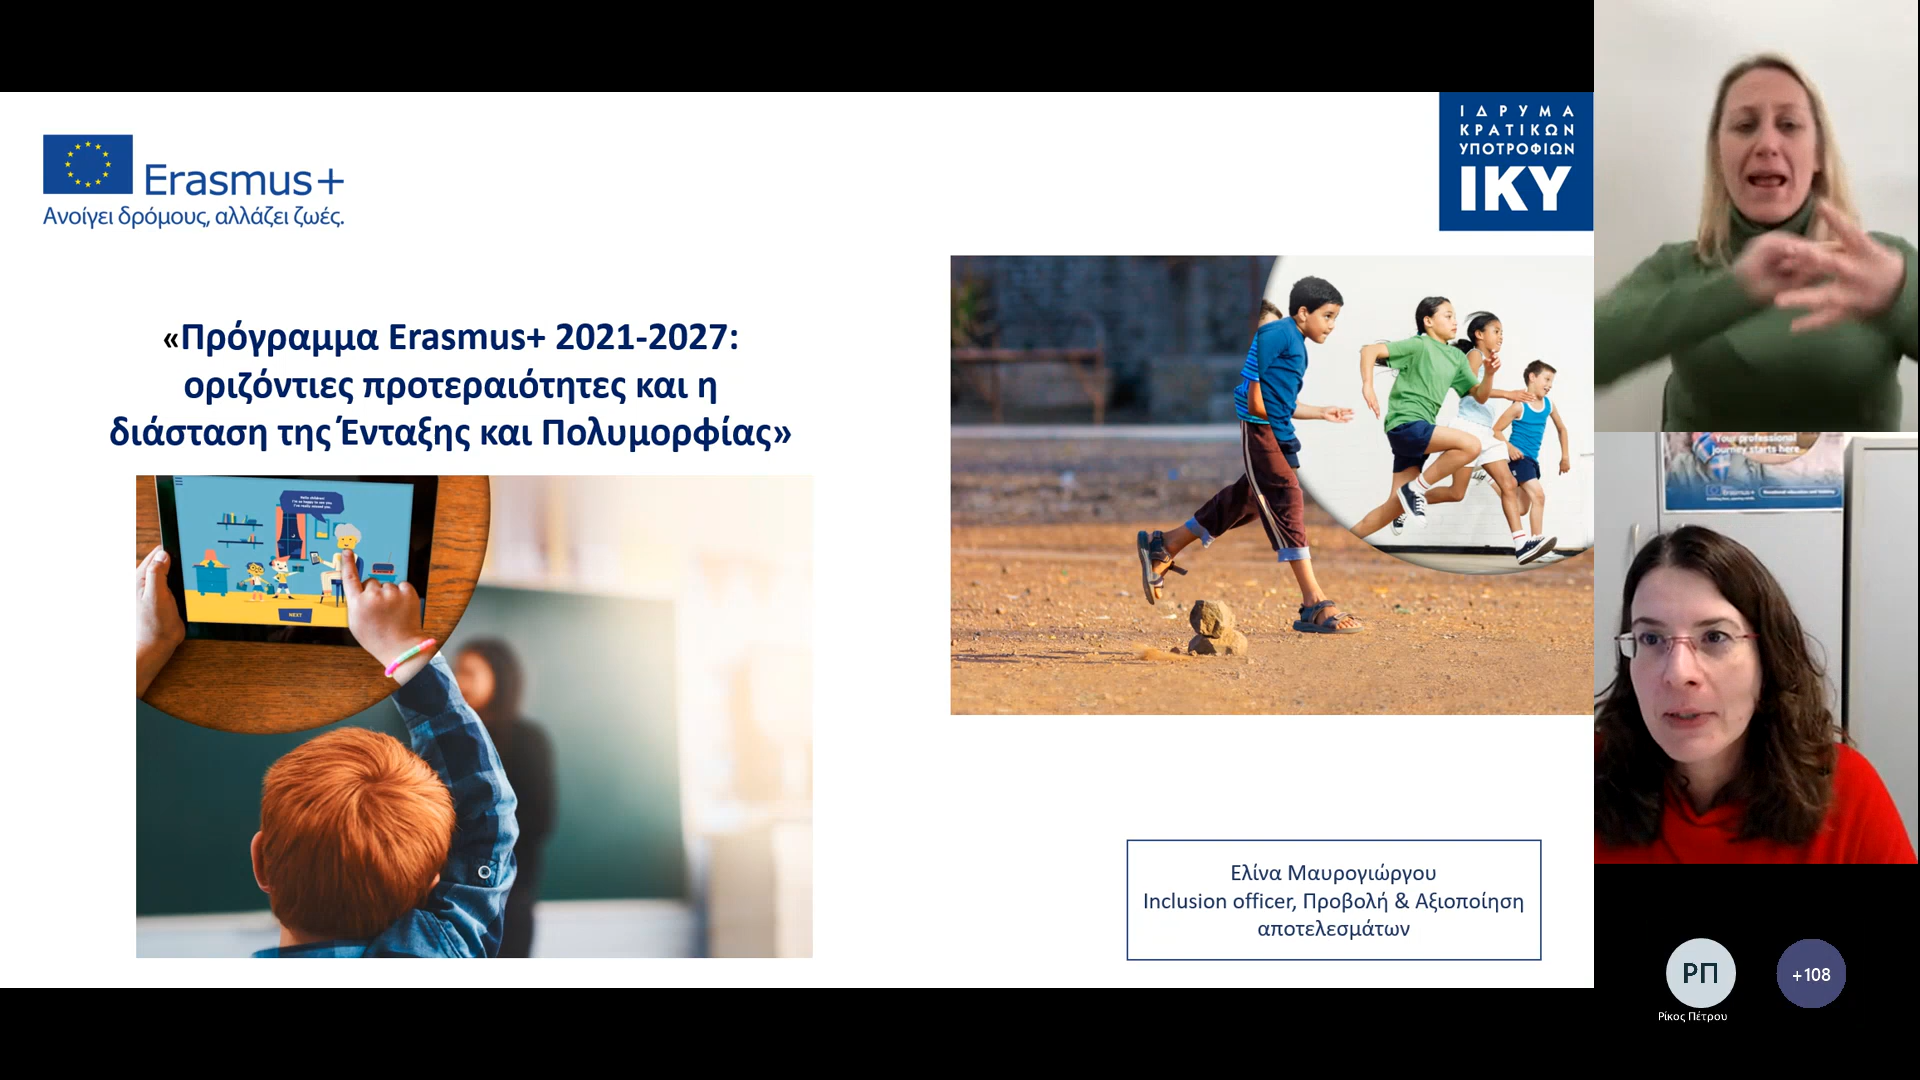 Erasmus+
Ανοίγει δρόμους, αλλάζει ζωές.
ΙΔΡΥΜΑ
ΚΡΑΤΙΚΩΝ
ΥΠΟΤΡΟΦΙΩΝ
ΙΚΥ
«Πρόγραμμα Erasmus+ 2021-2027:
οριζόντιες προτεραιότητες και η
διάσταση της Ένταξης και Πολυμορφίας»
NEXT
Ελίνα Μαυρογιώργου
Inclusion officer, Προβολή & Αξιοποίηση
αποτελεσμάτων
Your professional
journey starts here
Erasmus+
ΡΠ
+108
Ρίκος Πέτρου